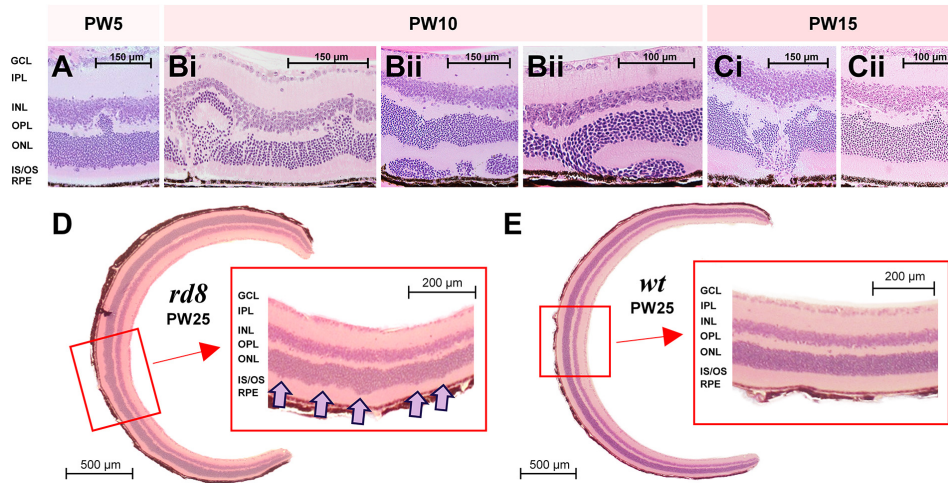 PW5 PW10 PW15
A Bi Bii Bii Ci Cii
150 µm 150 µm 150 µm 100 µm 150 µm 100 µm
GCL
IPL
INL
OPL
ONL
IS/OS
RPE
D
rd8
PW25
200 µm
GCL
IPL
INL
OPL
ONL
IS/OS
RPE
500 µm
E
wt
PW25
200 µm
GCL
IPL
INL
OPL
ONL
IS/OS
RPE
500 µm